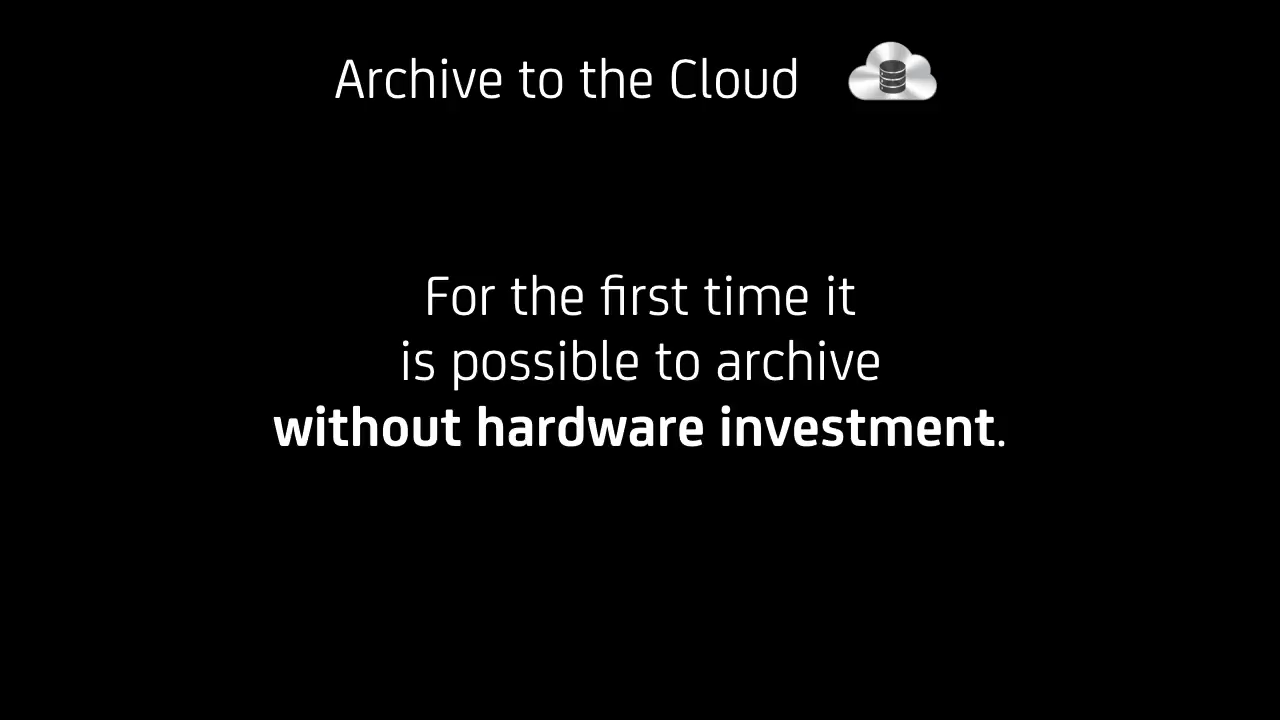 Archive to the Cloud
For the first time it
is possible to archive
without hardware investment.